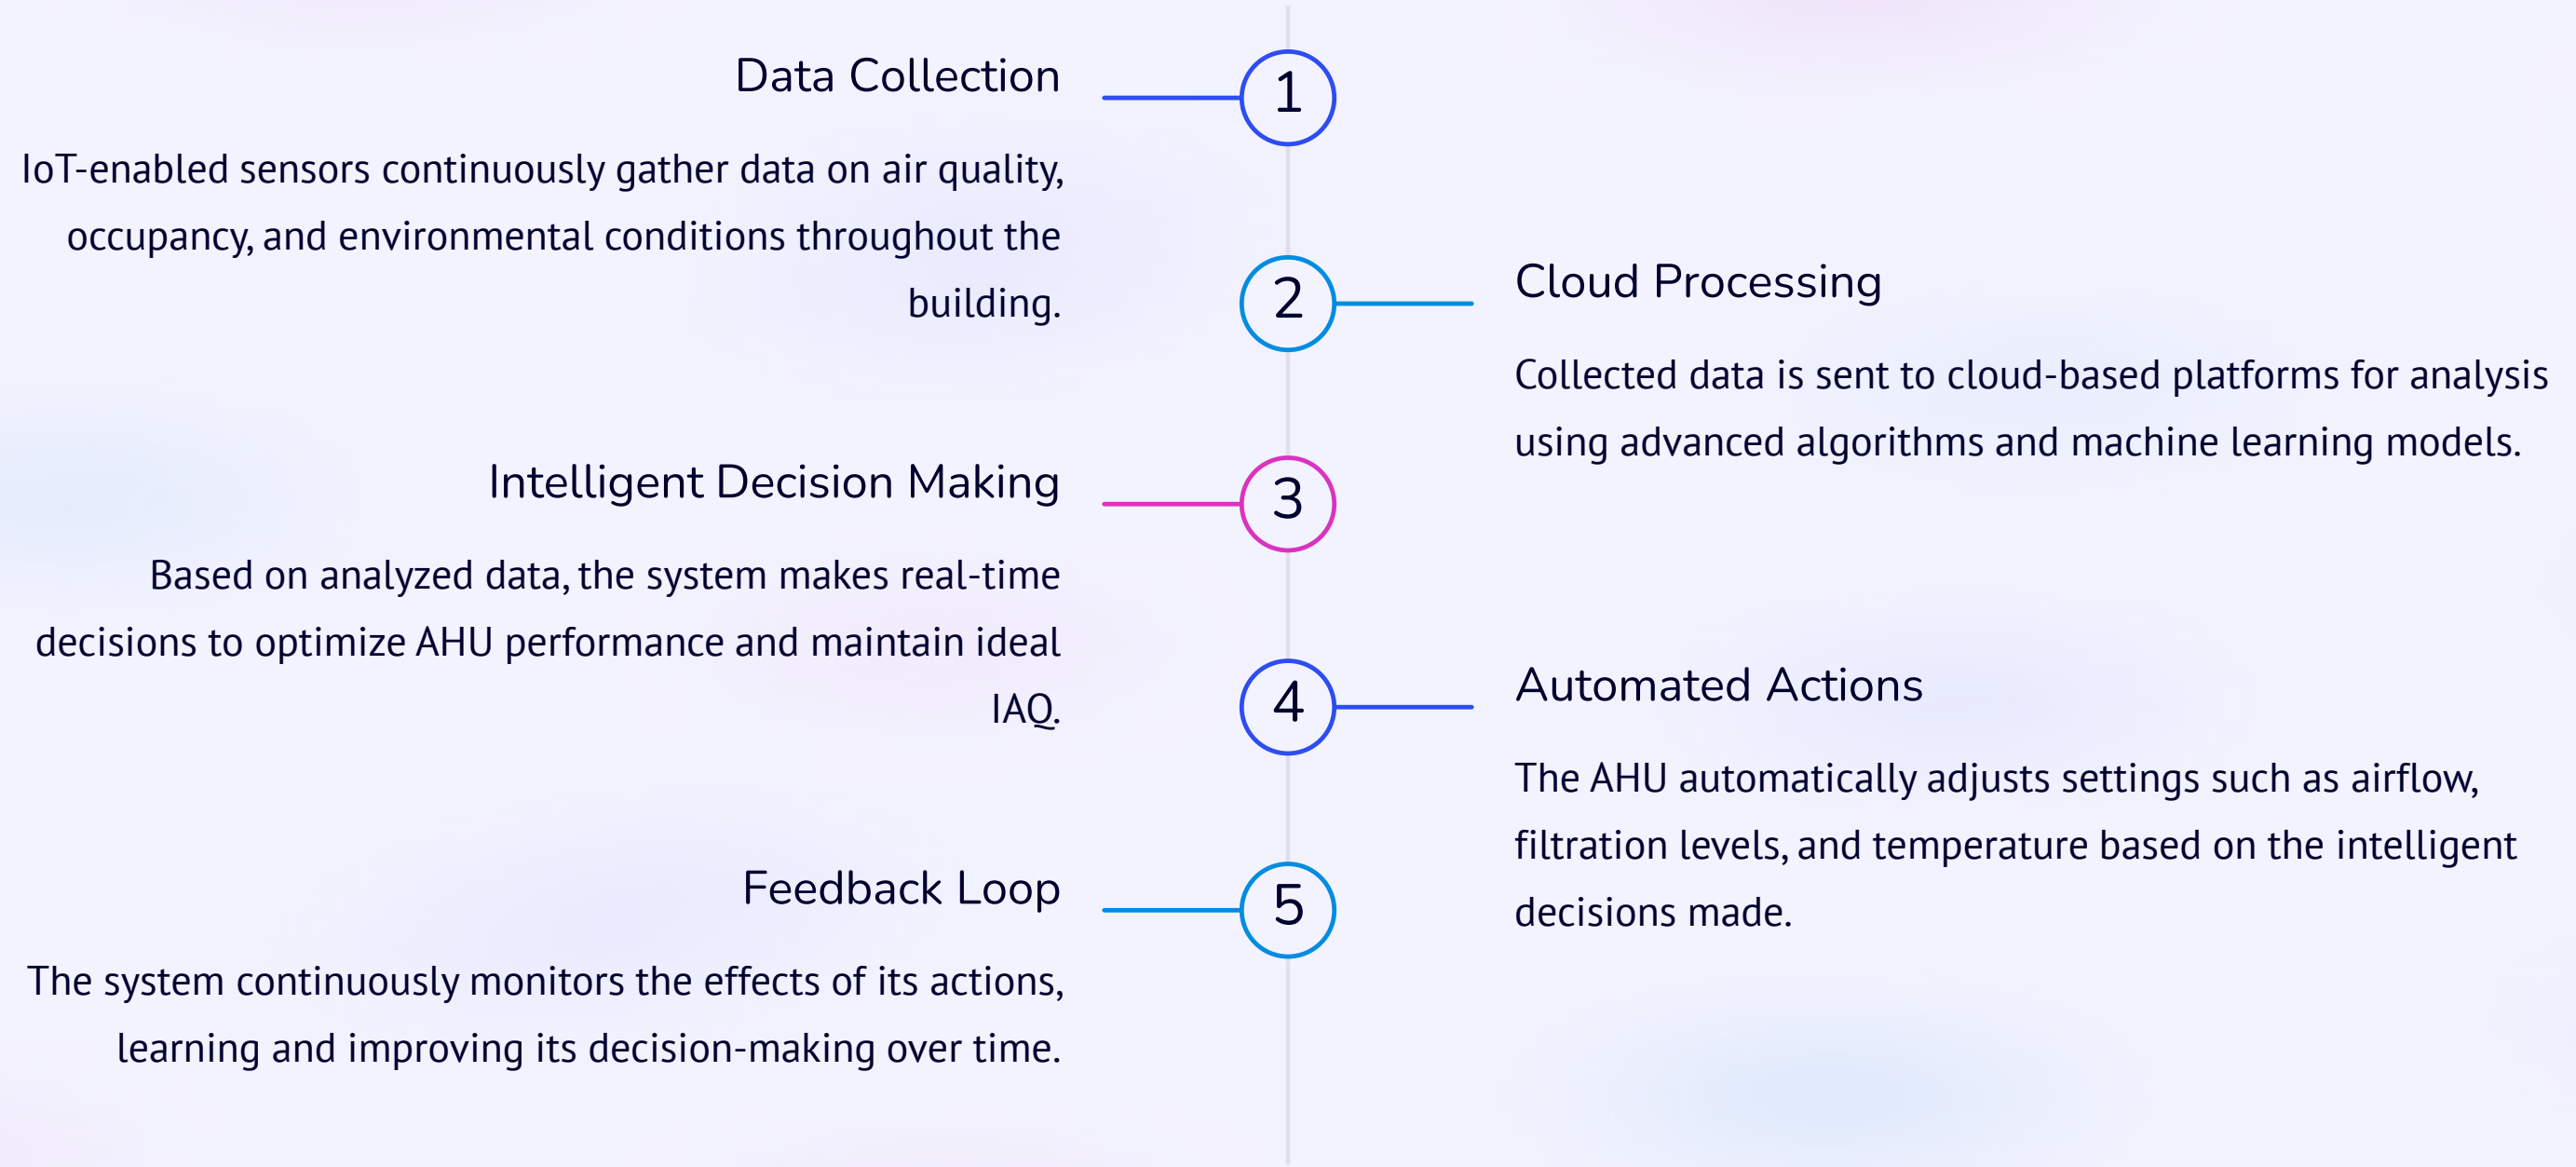 Data Collection
1
IoT-enabled sensors continuously gather data on air quality,
occupancy, and environmental conditions throughout the
building.
2
Cloud Processing
Collected data is sent to cloud-based platforms for analysis
using advanced algorithms and machine learning models.
Intelligent Decision Making
3
Based on analyzed data, the system makes real-time
decisions to optimize AHU performance and maintain ideal
IAQ.
4
Automated Actions
The AHU automatically adjusts settings such as airflow,
filtration levels, and temperature based on the intelligent
decisions made.
Feedback Loop
5
The system continuously monitors the effects of its actions,
learning and improving its decision-making over time.